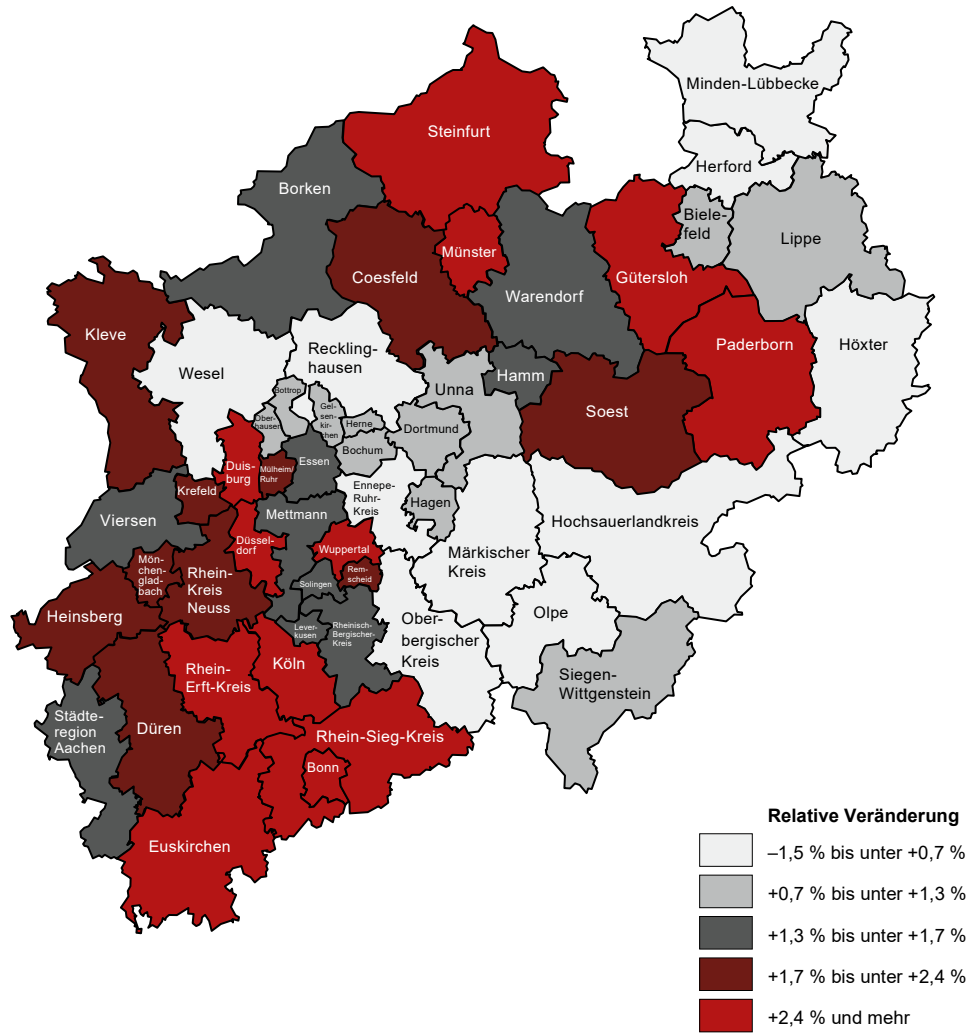 Minden-Lübbecke
Steinfurt
Herford
Borken
Biele-
feld
Lippe
Münster
Coesfeld
Gütersloh
Warendorf
Kleve
Paderborn
Höxter
Reckling-
hausen
Wesel
Hamm
Unna
Soest
Bottrop
Gel-
sen-
kir-
chen
Ober-
hausen
Herne
Dortmund
Bochum
Essen
Duis-
burg
Mülheim/
Ruhr
Krefeld
Ennepe-
Ruhr-
Kreis
Hagen
Mettmann
Viersen
Hochsauerlandkreis
Düssel-
dorf
Wuppertal
Märkischer
Kreis
Mön-
chen-
glad-
bach
Rhein-
Kreis
Neuss
Rem-
scheid
Solingen
Heinsberg
Olpe
Lever-
kusen
Rheinisch-
Bergischer-
Kreis
Ober-
bergischer
Kreis
Rhein-
Erft-Kreis
Köln
Siegen-
Wittgenstein
Städte-
region
Aachen
Düren
Rhein-Sieg-Kreis
Bonn
Euskirchen
Relative Veränderung
–1,5 % bis unter +0,7 %
+0,7 % bis unter +1,3 %
+1,3 % bis unter +1,7 %
+1,7 % bis unter +2,4 %
+2,4 % und mehr